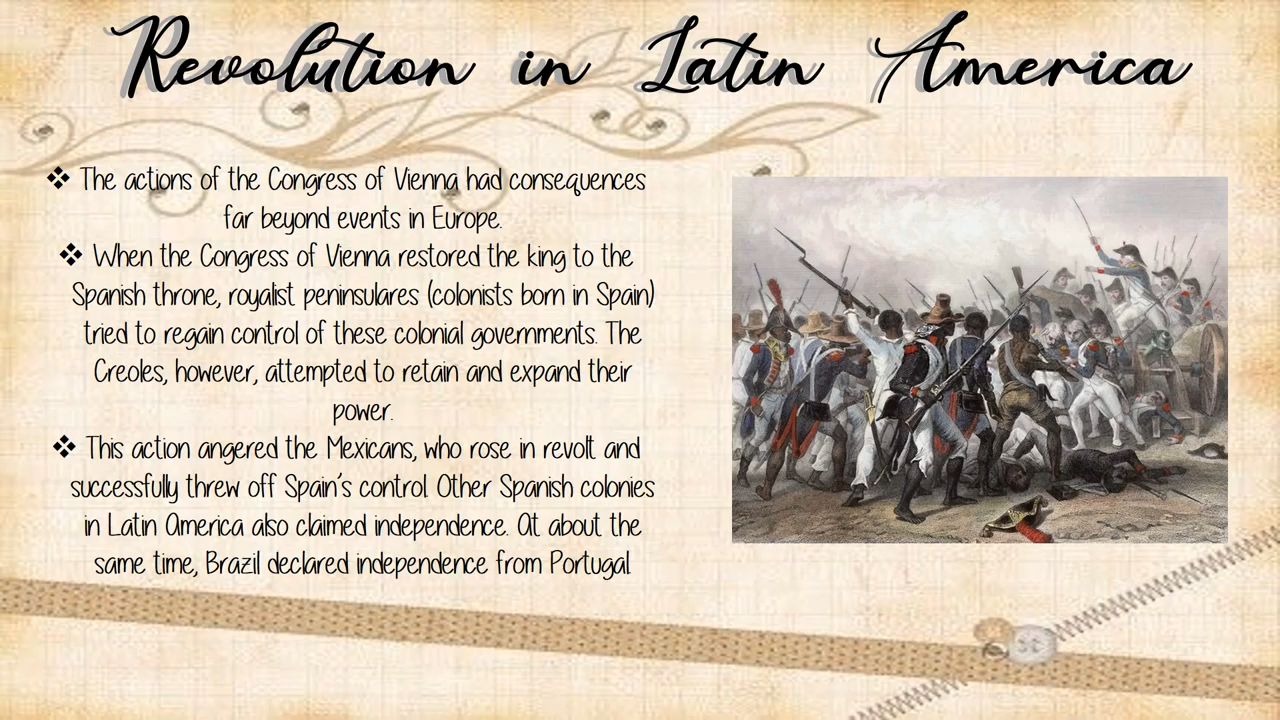 Revolution in Latin America
❖ The actions of the Congress of Vienna had consequences
far beyond events in Europe.
❖ When the Congress of Vienna restored the king to the
Spanish throne, royalist peninsulares (colonists born in Spain)
tried to regain control of these colonial governments. The
Creoles, however, attempted to retain and expand their
power.
❖ This action angered the Mexicans, who rose in revolt and
successfully threw off Spain's control. Other Spanish colonies
in Latin America also claimed independence. At about the
same time, Brazil declared independence from Portugal.